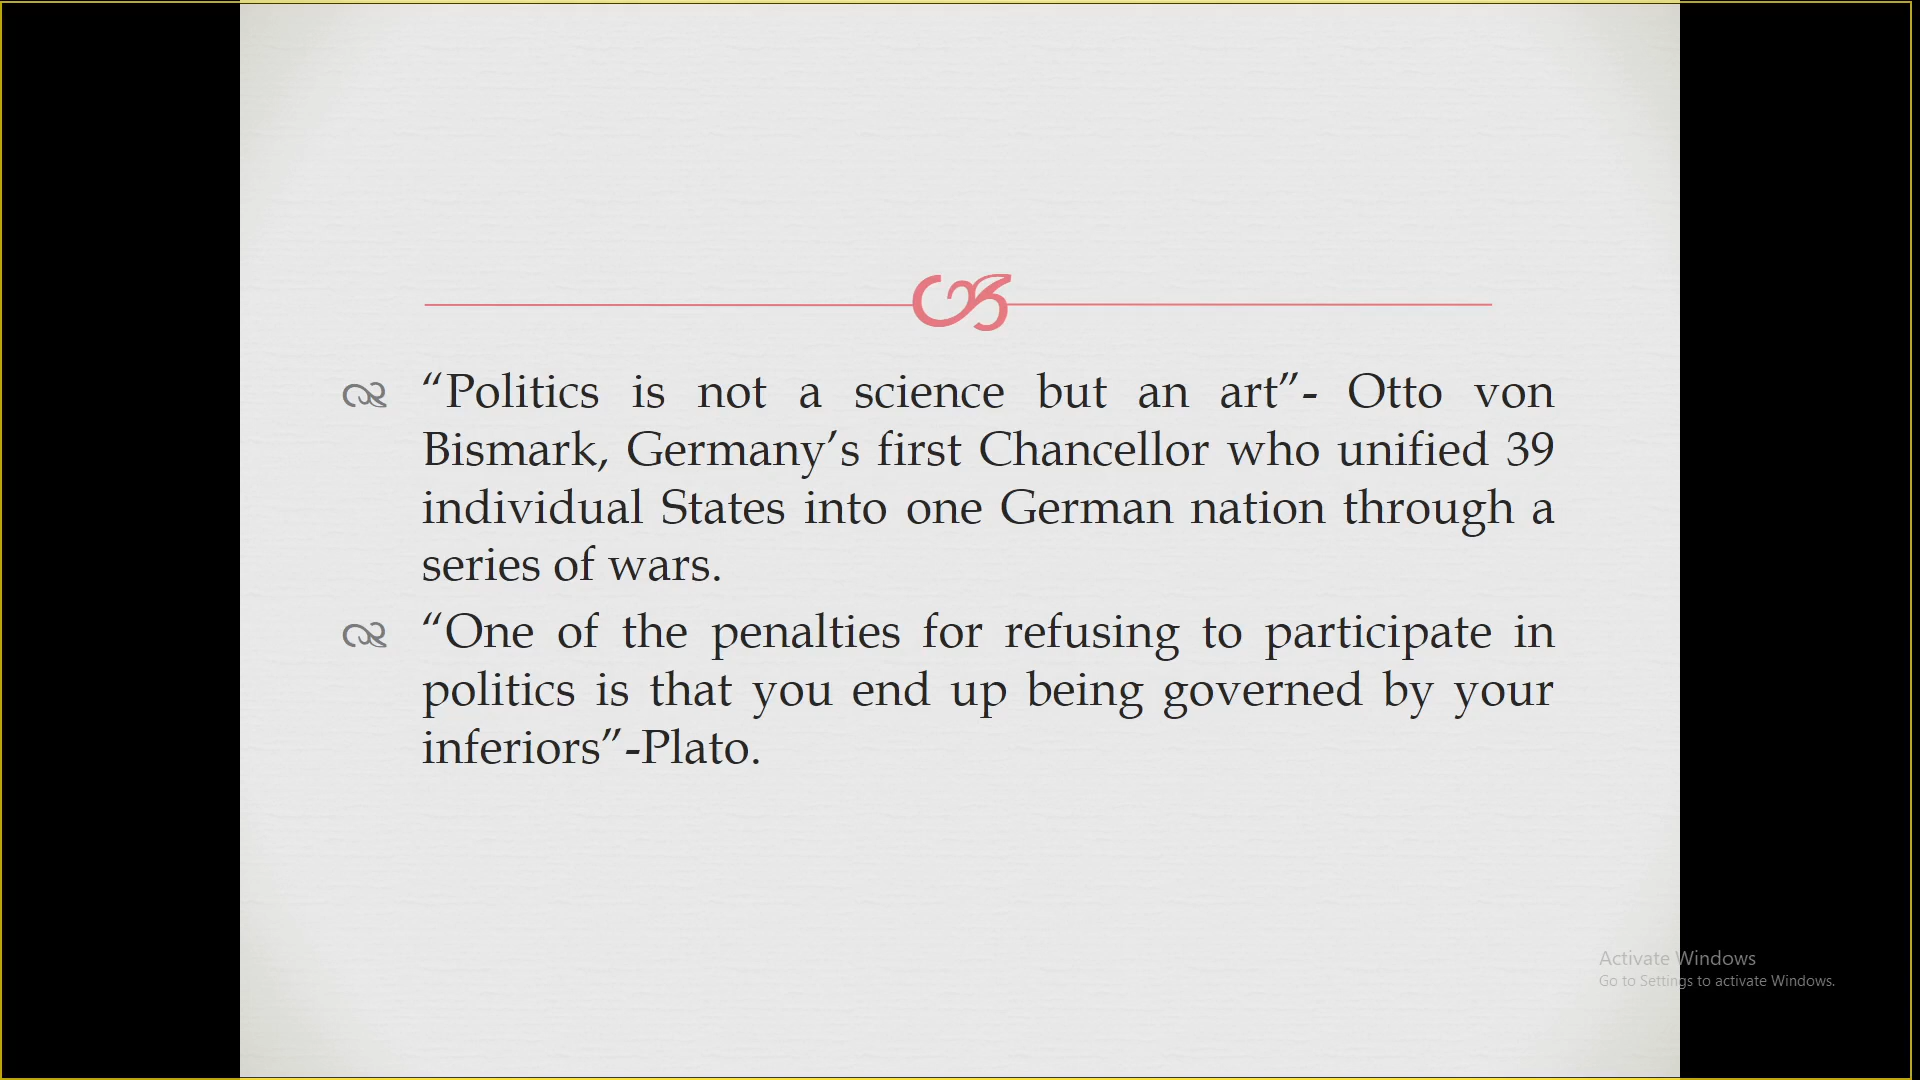 “Politics is not a science but an art”- Otto von
Bismark, Germany’s first Chancellor who unified 39
individual States into one German nation through a
series of wars.
“One of the penalties for refusing to participate in
politics is that you end up being governed by your
inferiors”-Plato.
Activate Windows
Go to Settings to activate Windows.